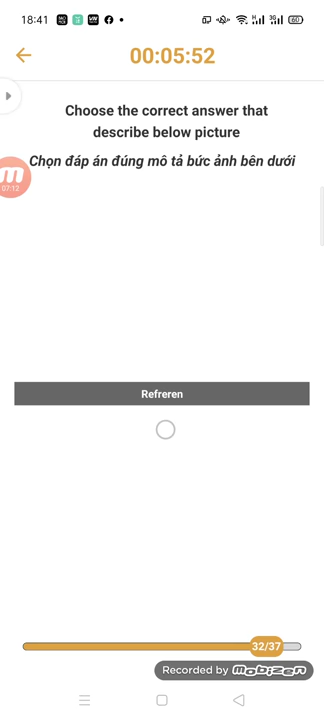 18:41
60
00:05:52
Choose the correct answer that
describe below picture
Chọn đáp án đúng mô tả bức ảnh bên dưới
07:12
Refreren
32/37
Recorded by mobizen